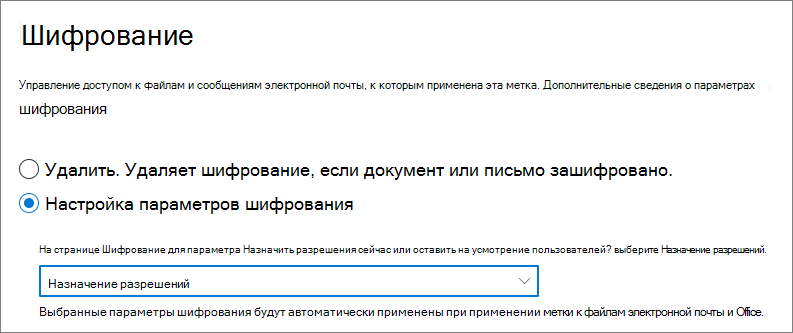 Шифрование
Управление доступом к файлам и сообщениям электронной почты, к которым применена эта метка. Дополнительные сведения о параметрах
шифрования
Удалить. Удаляет шифрование, если документ или письмо зашифровано.
Настройка параметров шифрования
На странице Шифрование для параметра Назначить разрешения сейчас или оставить на усмотрение пользователей? выберите Назначение разрешений.
Назначение разрешений
Выбранные параметры шифрования будут автоматически применены при применении метки к файлам электронной почты и Office.